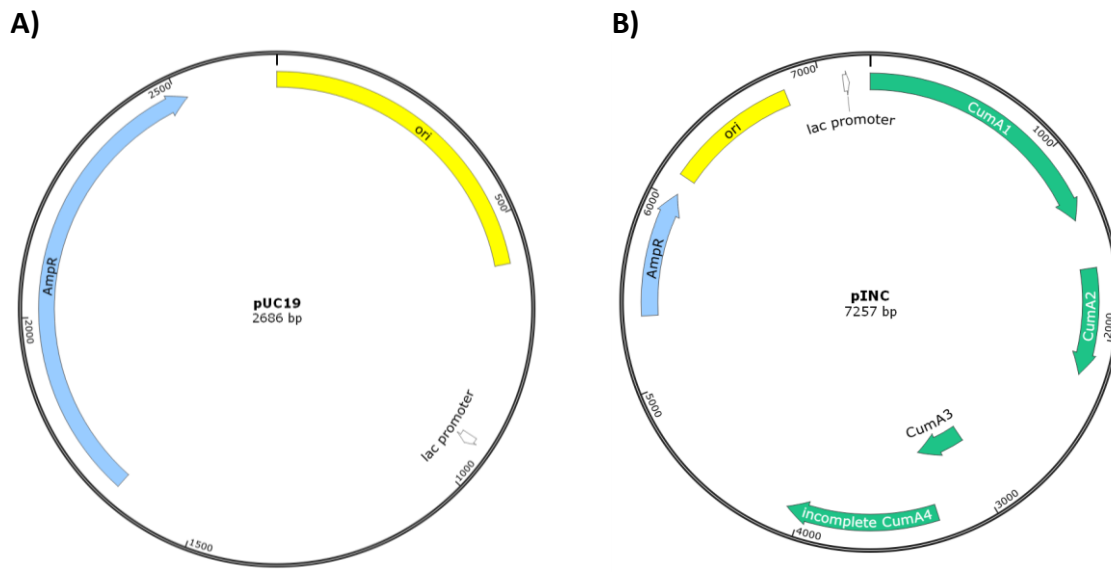 A)
2500
ori
500
AmpR
pUC19
2686 bp
2000
lac promoter
1000
1500
B)
7000
lac promoter
CumA1
1000
ori
6000
AmpR
pINC
7257 bp
CumA2
2000
5000
CumA3
3000
incomplete CumA4
4000